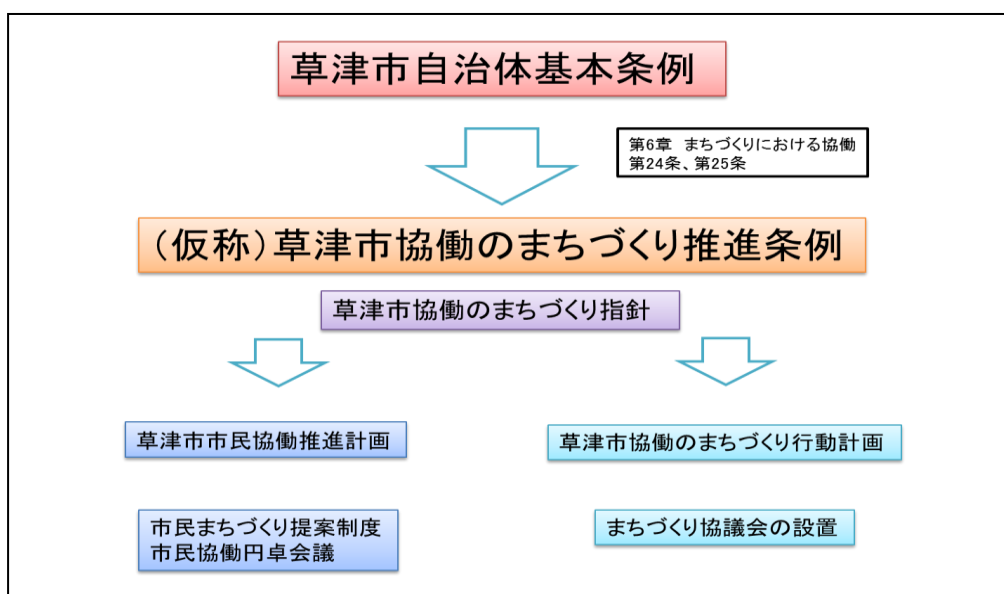 草津市自治体基本条例
第6章 まちづくりにおける協働
第24条、第25条
（仮称）草津市協働のまちづくり推進条例
草津市協働のまちづくり指針
草津市市民協働推進計画
草津市協働のまちづくり行動計画
市民まちづくり提案制度
市民協働円卓会議
まちづくり協議会の設置